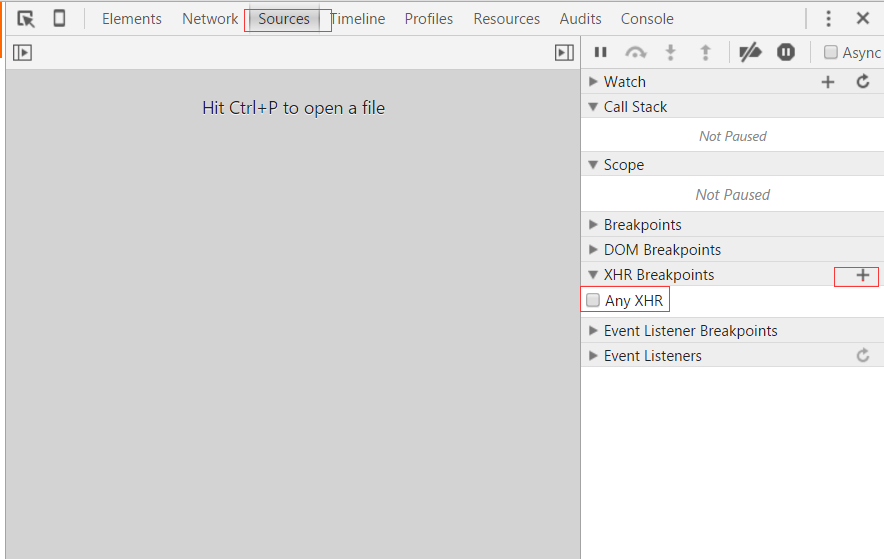 Elements Network Sources Timeline Profiles Resources Audits Console
Async
Watch
Hit Ctrl+P to open a file
Call Stack
Not Paused
Scope
Not Paused
Breakpoints
DOM Breakpoints
XHR Breakpoints
Any XHR
Event Listener Breakpoints
Event Listeners